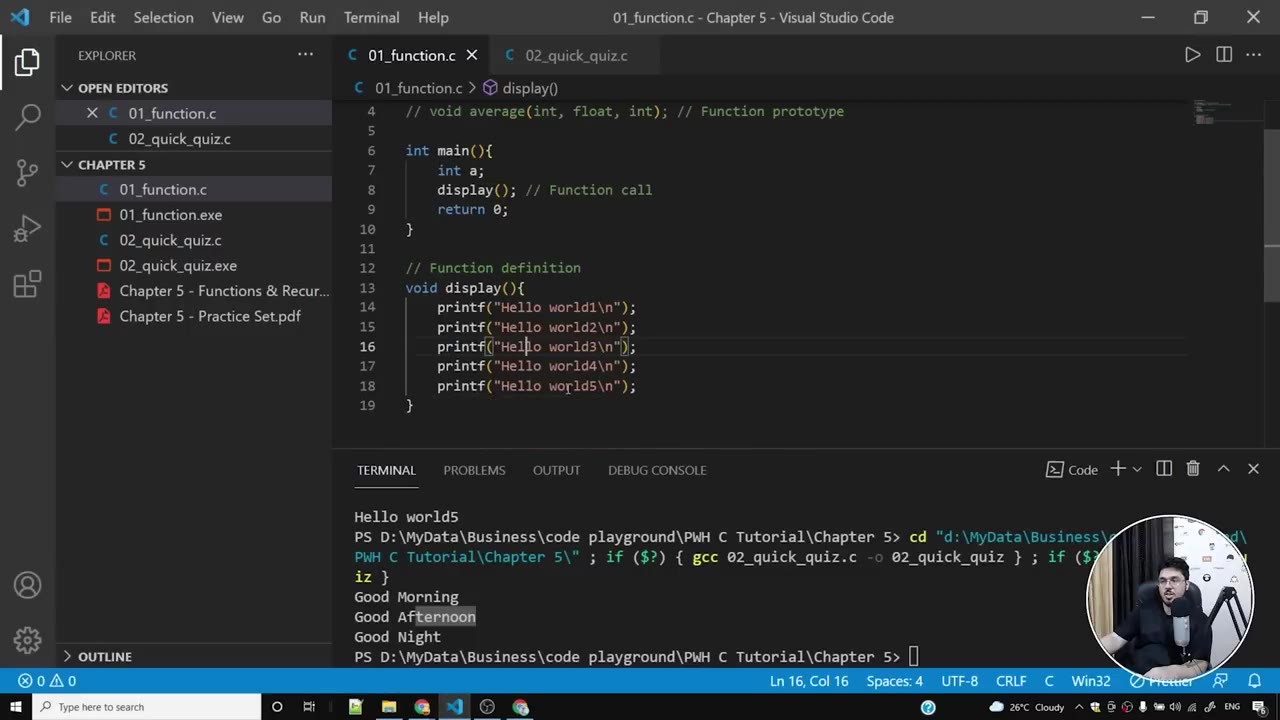 File Edit Selection View Go Run Terminal Help 01_function.c - Chapter 5 - Visual Studio Code
EXPLORER
OPEN EDITORS
01_function.c
02_quick_quiz.c
CHAPTER 5
01_function.c
01_function.exe
02_quick_quiz.c
02_quick_quiz.exe
Chapter 5 - Functions & Recur...
Chapter 5 - Practice Set.pdf
OUTLINE
01_function.c 02_quick_quiz.c
01_function.c > display()
4 // void average(int, float, int); // Function prototype
5
6 int main(){
7 int a;
8 display(); // Function call
9 return 0;
10 }
11
12 // Function definition
13 void display(){
14 printf("Hello world1\n");
15 printf("Hello world2\n");
16 printf("Hello world3\n");
17 printf("Hello world4\n");
18 printf("Hello world5\n");
19 }
TERMINAL PROBLEMS OUTPUT DEBUG CONSOLE Code
Hello world5
PS D:\MyData\Business\code playground\PWH C Tutorial\Chapter 5> cd "d:\MyData\Business\
PWH C Tutorial\Chapter 5\" ; if ($?) { gcc 02_quick_quiz.c -o 02_quick_quiz } ; if ($
iz }
Good Morning
Good Afternoon
Good Night
PS D:\MyData\Business\code playground\PWH C Tutorial\Chapter 5>
0 0 Ln 16, Col 16 Spaces: 4 UTF-8 CRLF C Win32 Prettier
Type here to search 26°C Cloudy ENG